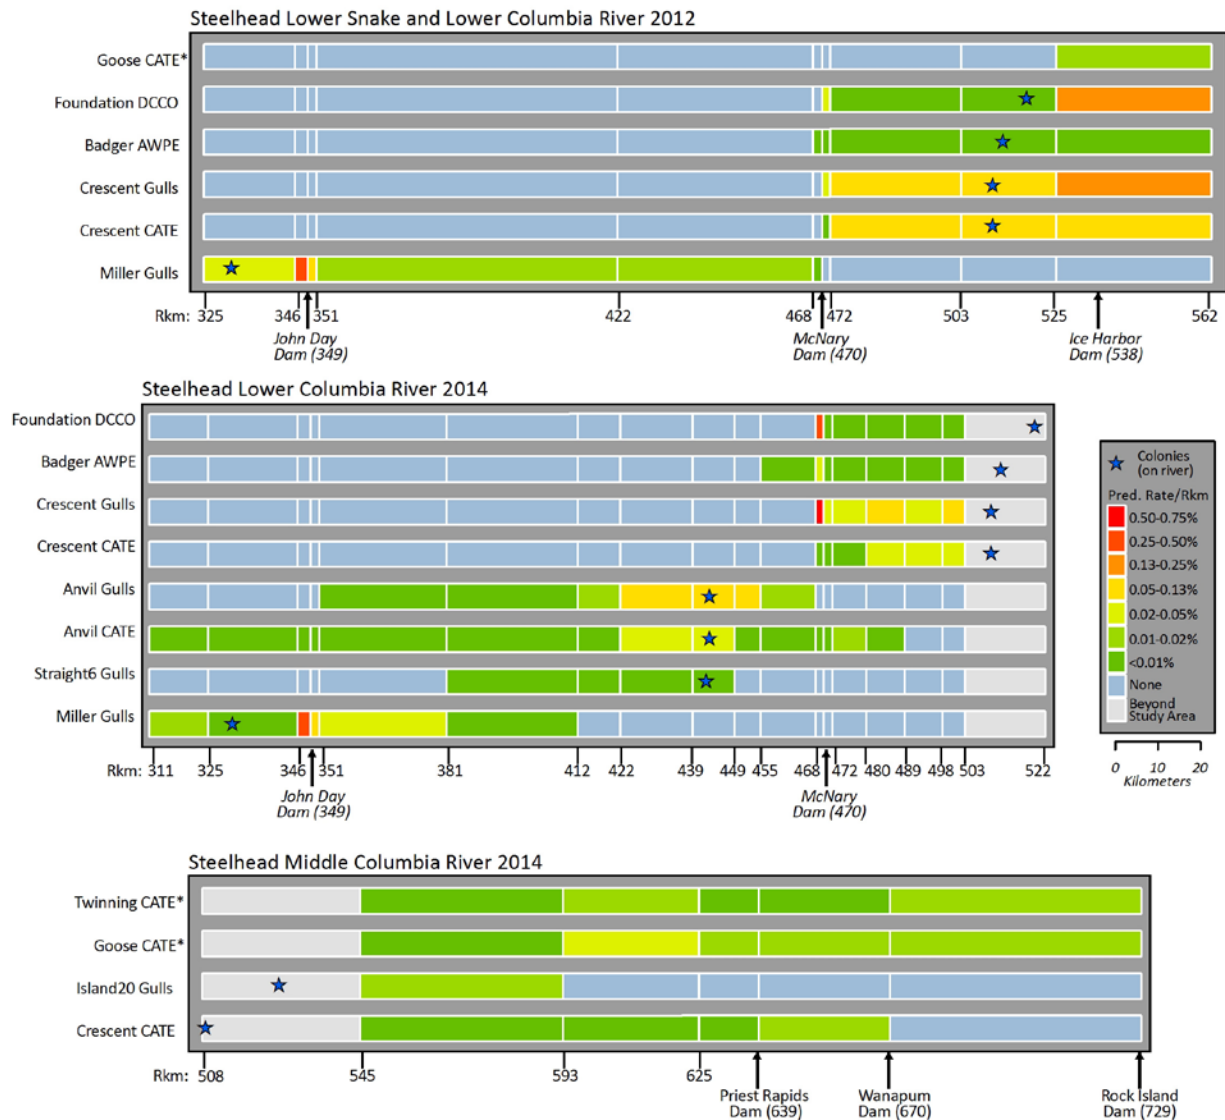 Steelhead Lower Snake and Lower Columbia River 2012
Goose CATE*
Foundation DCCO
Badger AWPE
Crescent Gulls
Crescent CATE
Miller Gulls
Rkm: 325 346 351 422 468 472 503 525 562
John Day
Dam (349)
McNary
Dam (470)
Ice Harbor
Dam (538)
Steelhead Lower Columbia River 2014
Foundation DCCO
Badger AWPE
Crescent Gulls
Crescent CATE
Anvil Gulls
Anvil CATE
Straight6 Gulls
Miller Gulls
Rkm: 311 325 346 351 381 412 422 439 449 455 468 472 480 489 498 503 522
John Day
Dam (349)
McNary
Dam (470)
Colonies
(on river)
Pred. Rate/Rkm
0.50-0.75%
0.25-0.50%
0.13-0.25%
0.05-0.13%
0.02-0.05%
0.01-0.02%
<0.01%
None
Beyond
Study Area
0 10 20
Kilometers
Steelhead Middle Columbia River 2014
Twinning CATE*
Goose CATE*
Island20 Gulls
Crescent CATE
Rkm: 508 545 593 625
Priest Rapids
Dam (639)
Wanapum
Dam (670)
Rock Island
Dam (729)